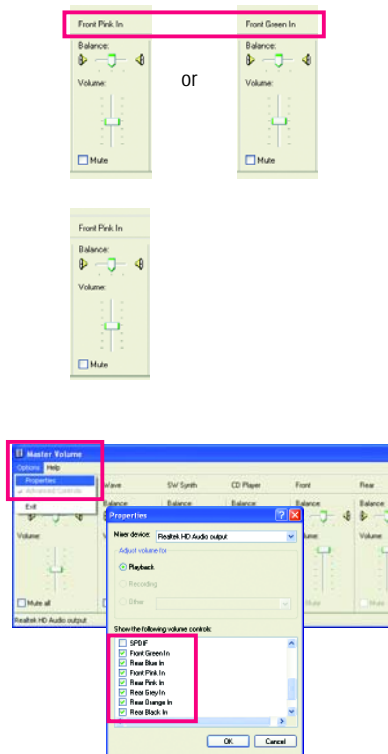 Front Pink In
Front Green In
Balance:
Balance:
or
Volume:
Volume:
Mute
Mute
Front Pink In
Balance:
Volume:
Mute
Master Volume
Options Help
Properties
Advanced Controls
Exit
Wave
SW Synth
CD Player
Front
Rear
Balance:
Balance:
Balance:
Balance:
Balance:
Properties
Mixer device: Realtek HD Audio output
Adjust volume for
Playback
Recording
Other
Volume:
Mute all
Mute
Mute
Realtek HD Audio output
Show the following volume controls:
SPDIF
Front Green In
Rear Blue In
Front Pink In
Rear Pink In
Rear Grey In
Rear Orange In
Rear Black In
OK Cancel